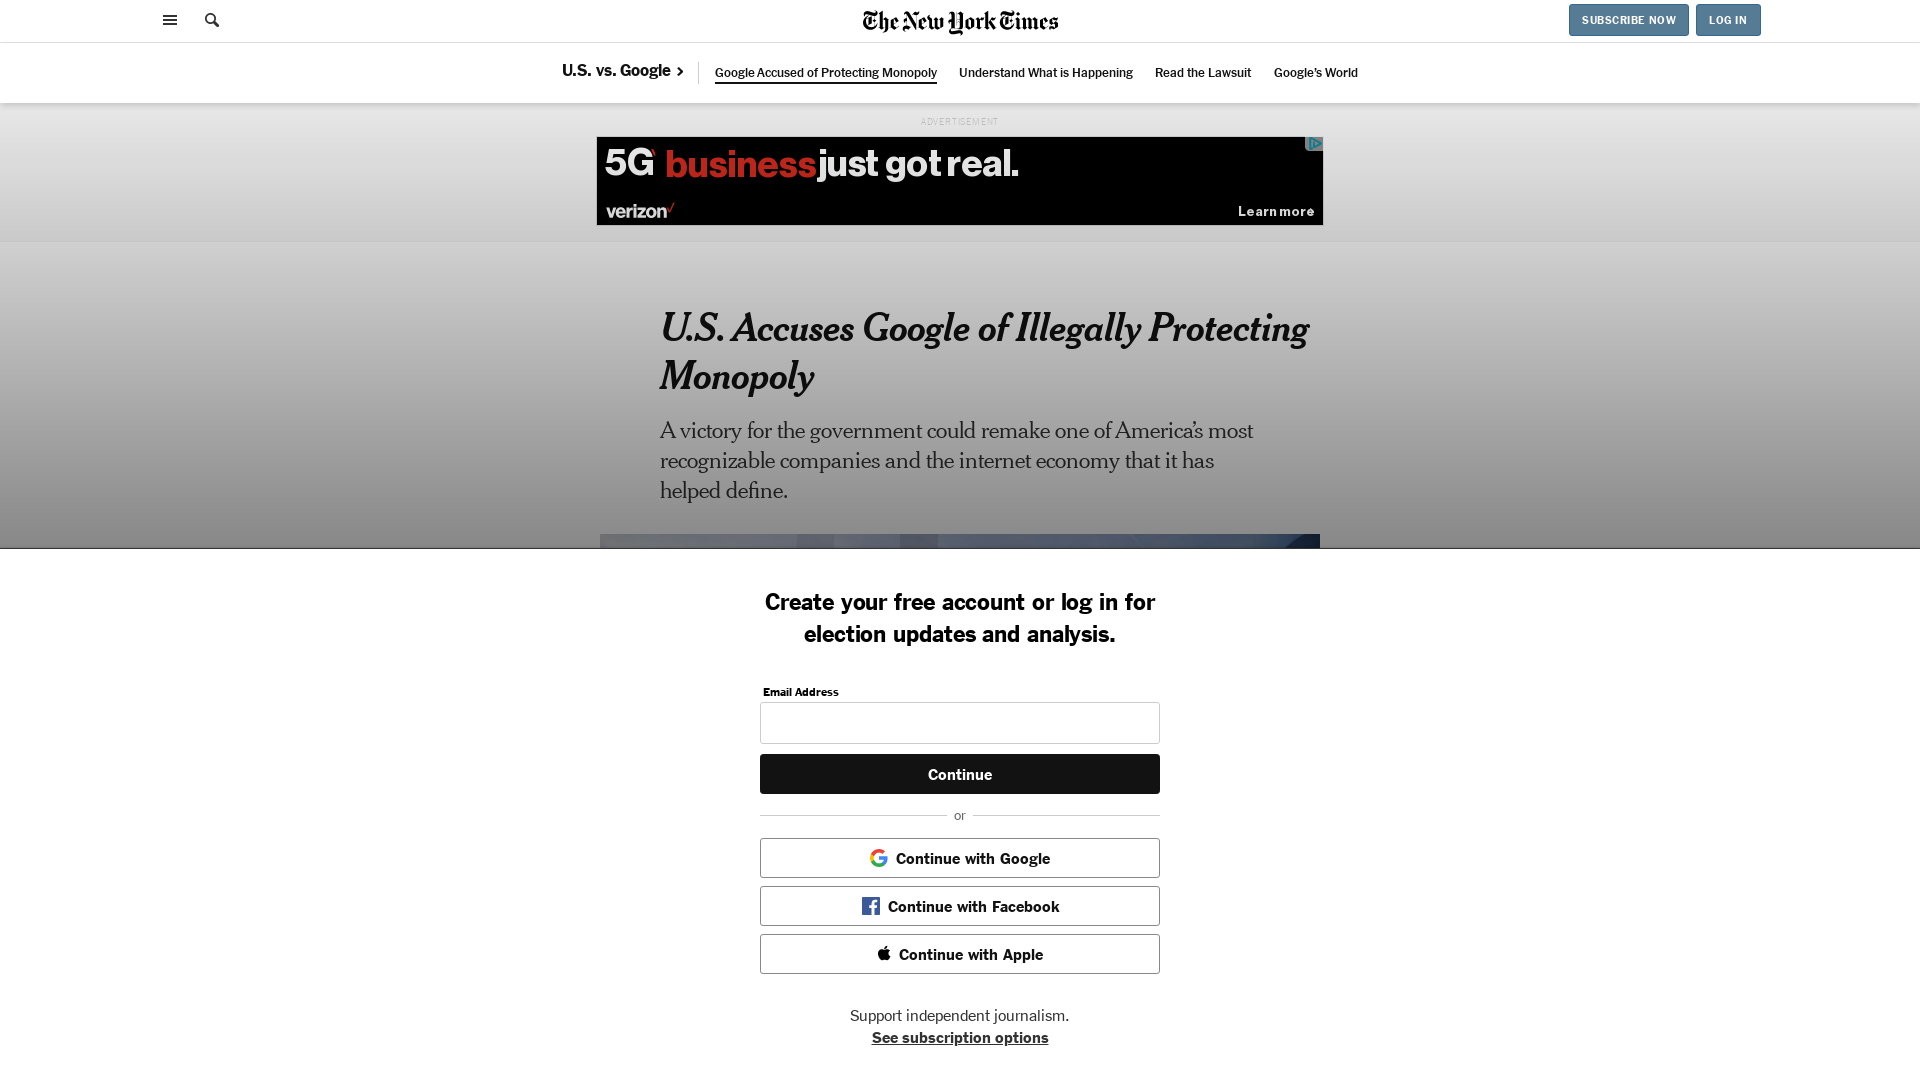 The New York Times
SUBSCRIBE NOW
LOG IN
U.S. vs. Google
Google Accused of Protecting Monopoly
Understand What is Happening
Read the Lawsuit
Google's World
ADVERTISEMENT
5G business just got real.
verizon
Learn more
U.S. Accuses Google of Illegally Protecting
Monopoly
A victory for the government could remake one of America's most
recognizable companies and the internet economy that it has
helped define.
Create your free account or log in for
election updates and analysis.
Email Address
Continue
or
Continue with Google
Continue with Facebook
Continue with Apple
Support independent journalism.
See subscription options